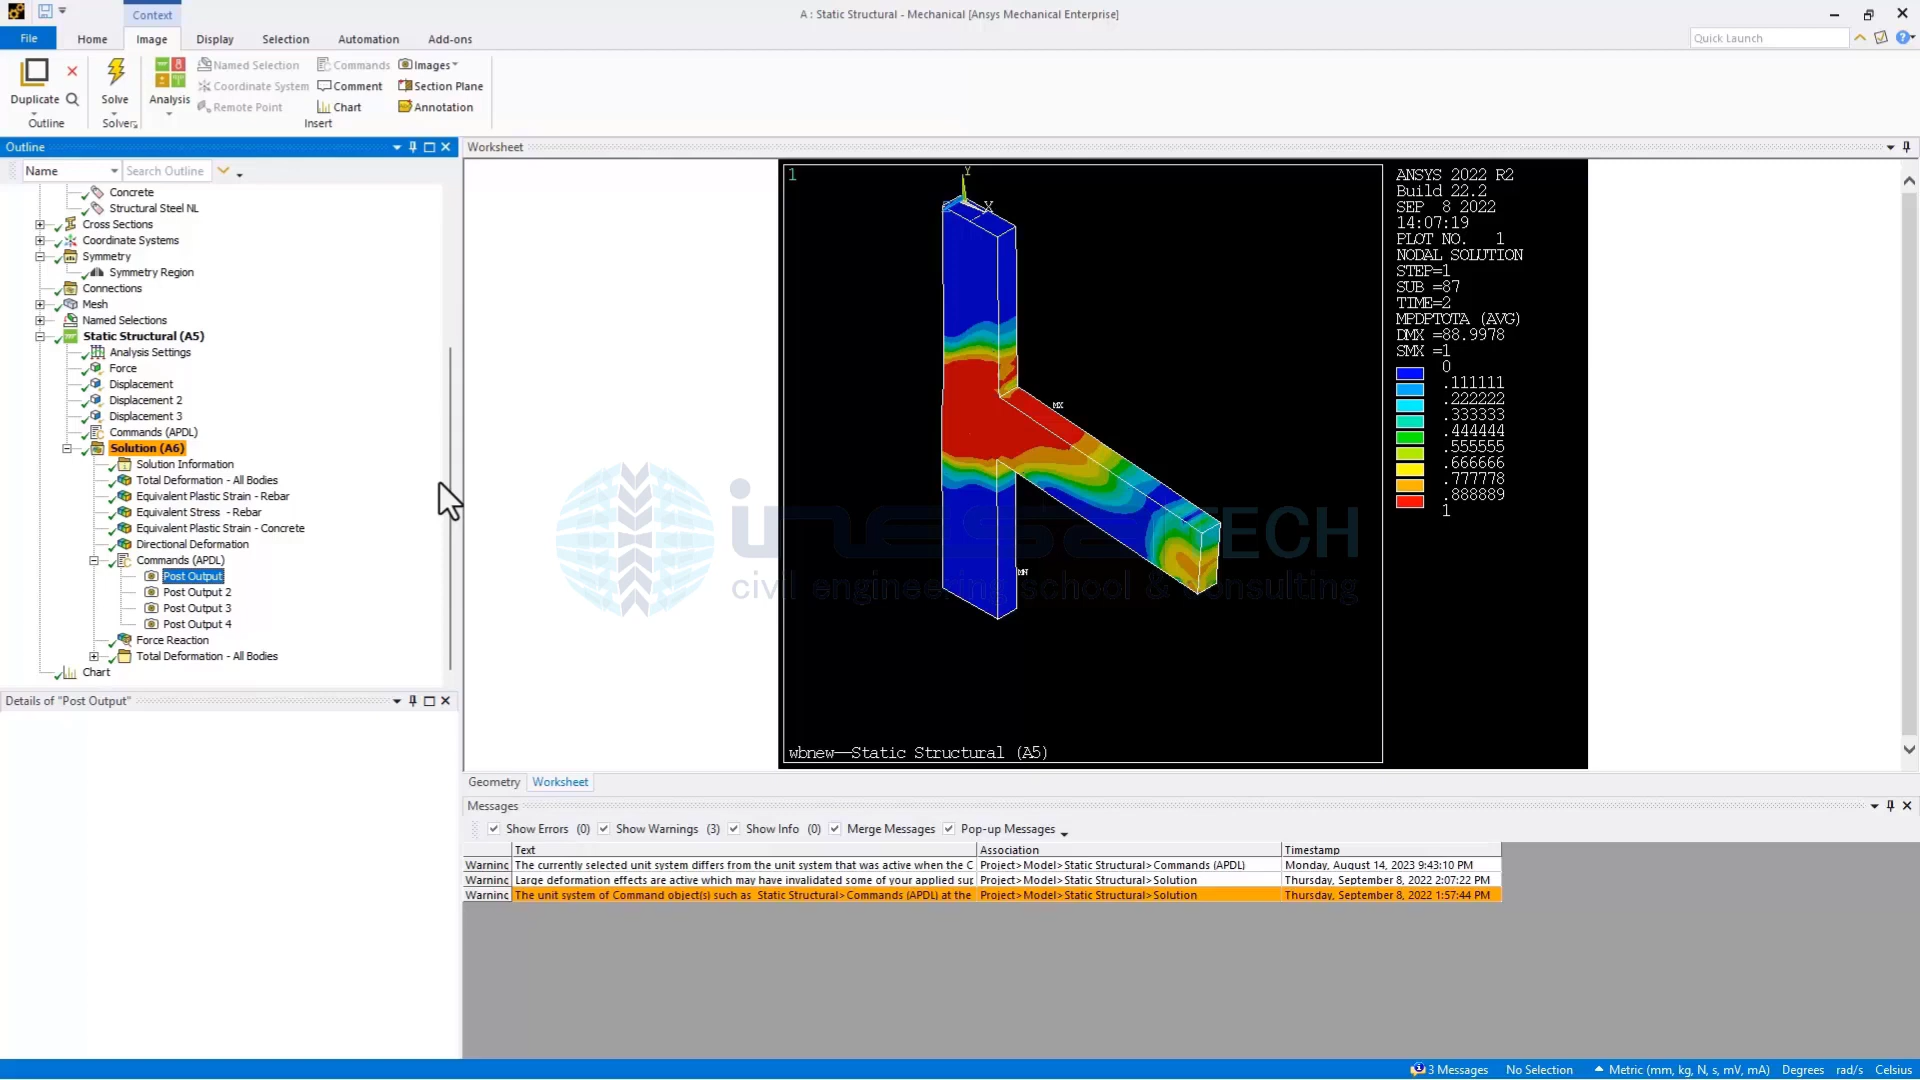 Context
A : Static Structural - Mechanical [Ansys Mechanical Enterprise]
File Home Image Display Selection Automation Add-ons
Quick Launch
Duplicate
Outline
Solve
Solver
Analysis
Named Selection
Coordinate System
Remote Point
Commands
Comment
Chart
Images
Section Plane
Annotation
Insert
Outline
Name Search Outline
Concrete
Structural Steel NL
Cross Sections
Coordinate Systems
Symmetry
Symmetry Region
Connections
Mesh
Named Selections
Static Structural (A5)
Analysis Settings
Force
Displacement
Displacement 2
Displacement 3
Commands (APDL)
Solution (A6)
Solution Information
Total Deformation - All Bodies
Equivalent Plastic Strain - Rebar
Equivalent Stress - Rebar
Equivalent Plastic Strain - Concrete
Directional Deformation
Commands (APDL)
Post Output
Post Output 2
Post Output 3
Post Output 4
Force Reaction
Total Deformation - All Bodies
Chart
Details of "Post Output"
Worksheet
1
Y
Z X
MX
MN
ANSYS 2022 R2
Build 22.2
SEP 8 2022
14:07:19
PLOT NO. 1
NODAL SOLUTION
STEP=1
SUB =87
TIME=2
MPDPTOTA (AVG)
DMX =88.9978
SMX =1
0
.111111
.222222
.333333
.444444
.555555
.666666
.777778
.888889
1
inesaTECH
civil engineering school & consulting
wbnew--Static Structural (A5)
Geometry Worksheet
Messages
Show Errors (0) Show Warnings (3) Show Info (0) Merge Messages Pop-up Messages
Text Association Timestamp
Warninc The currently selected unit system differs from the unit system that was active when the C Project>Model>Static Structural>Commands (APDL) Monday, August 14, 2023 9:43:10 PM
Warninc Large deformation effects are active which may have invalidated some of your applied sup Project>Model>Static Structural>Solution Thursday, September 8, 2022 2:07:22 PM
Warninc The unit system of Command object(s) such as Static Structural>Commands (APDL) at the Project>Model>Static Structural>Solution Thursday, September 8, 2022 1:57:44 PM
3 Messages No Selection Metric (mm, kg, N, s, mV, mA) Degrees rad/s Celsius